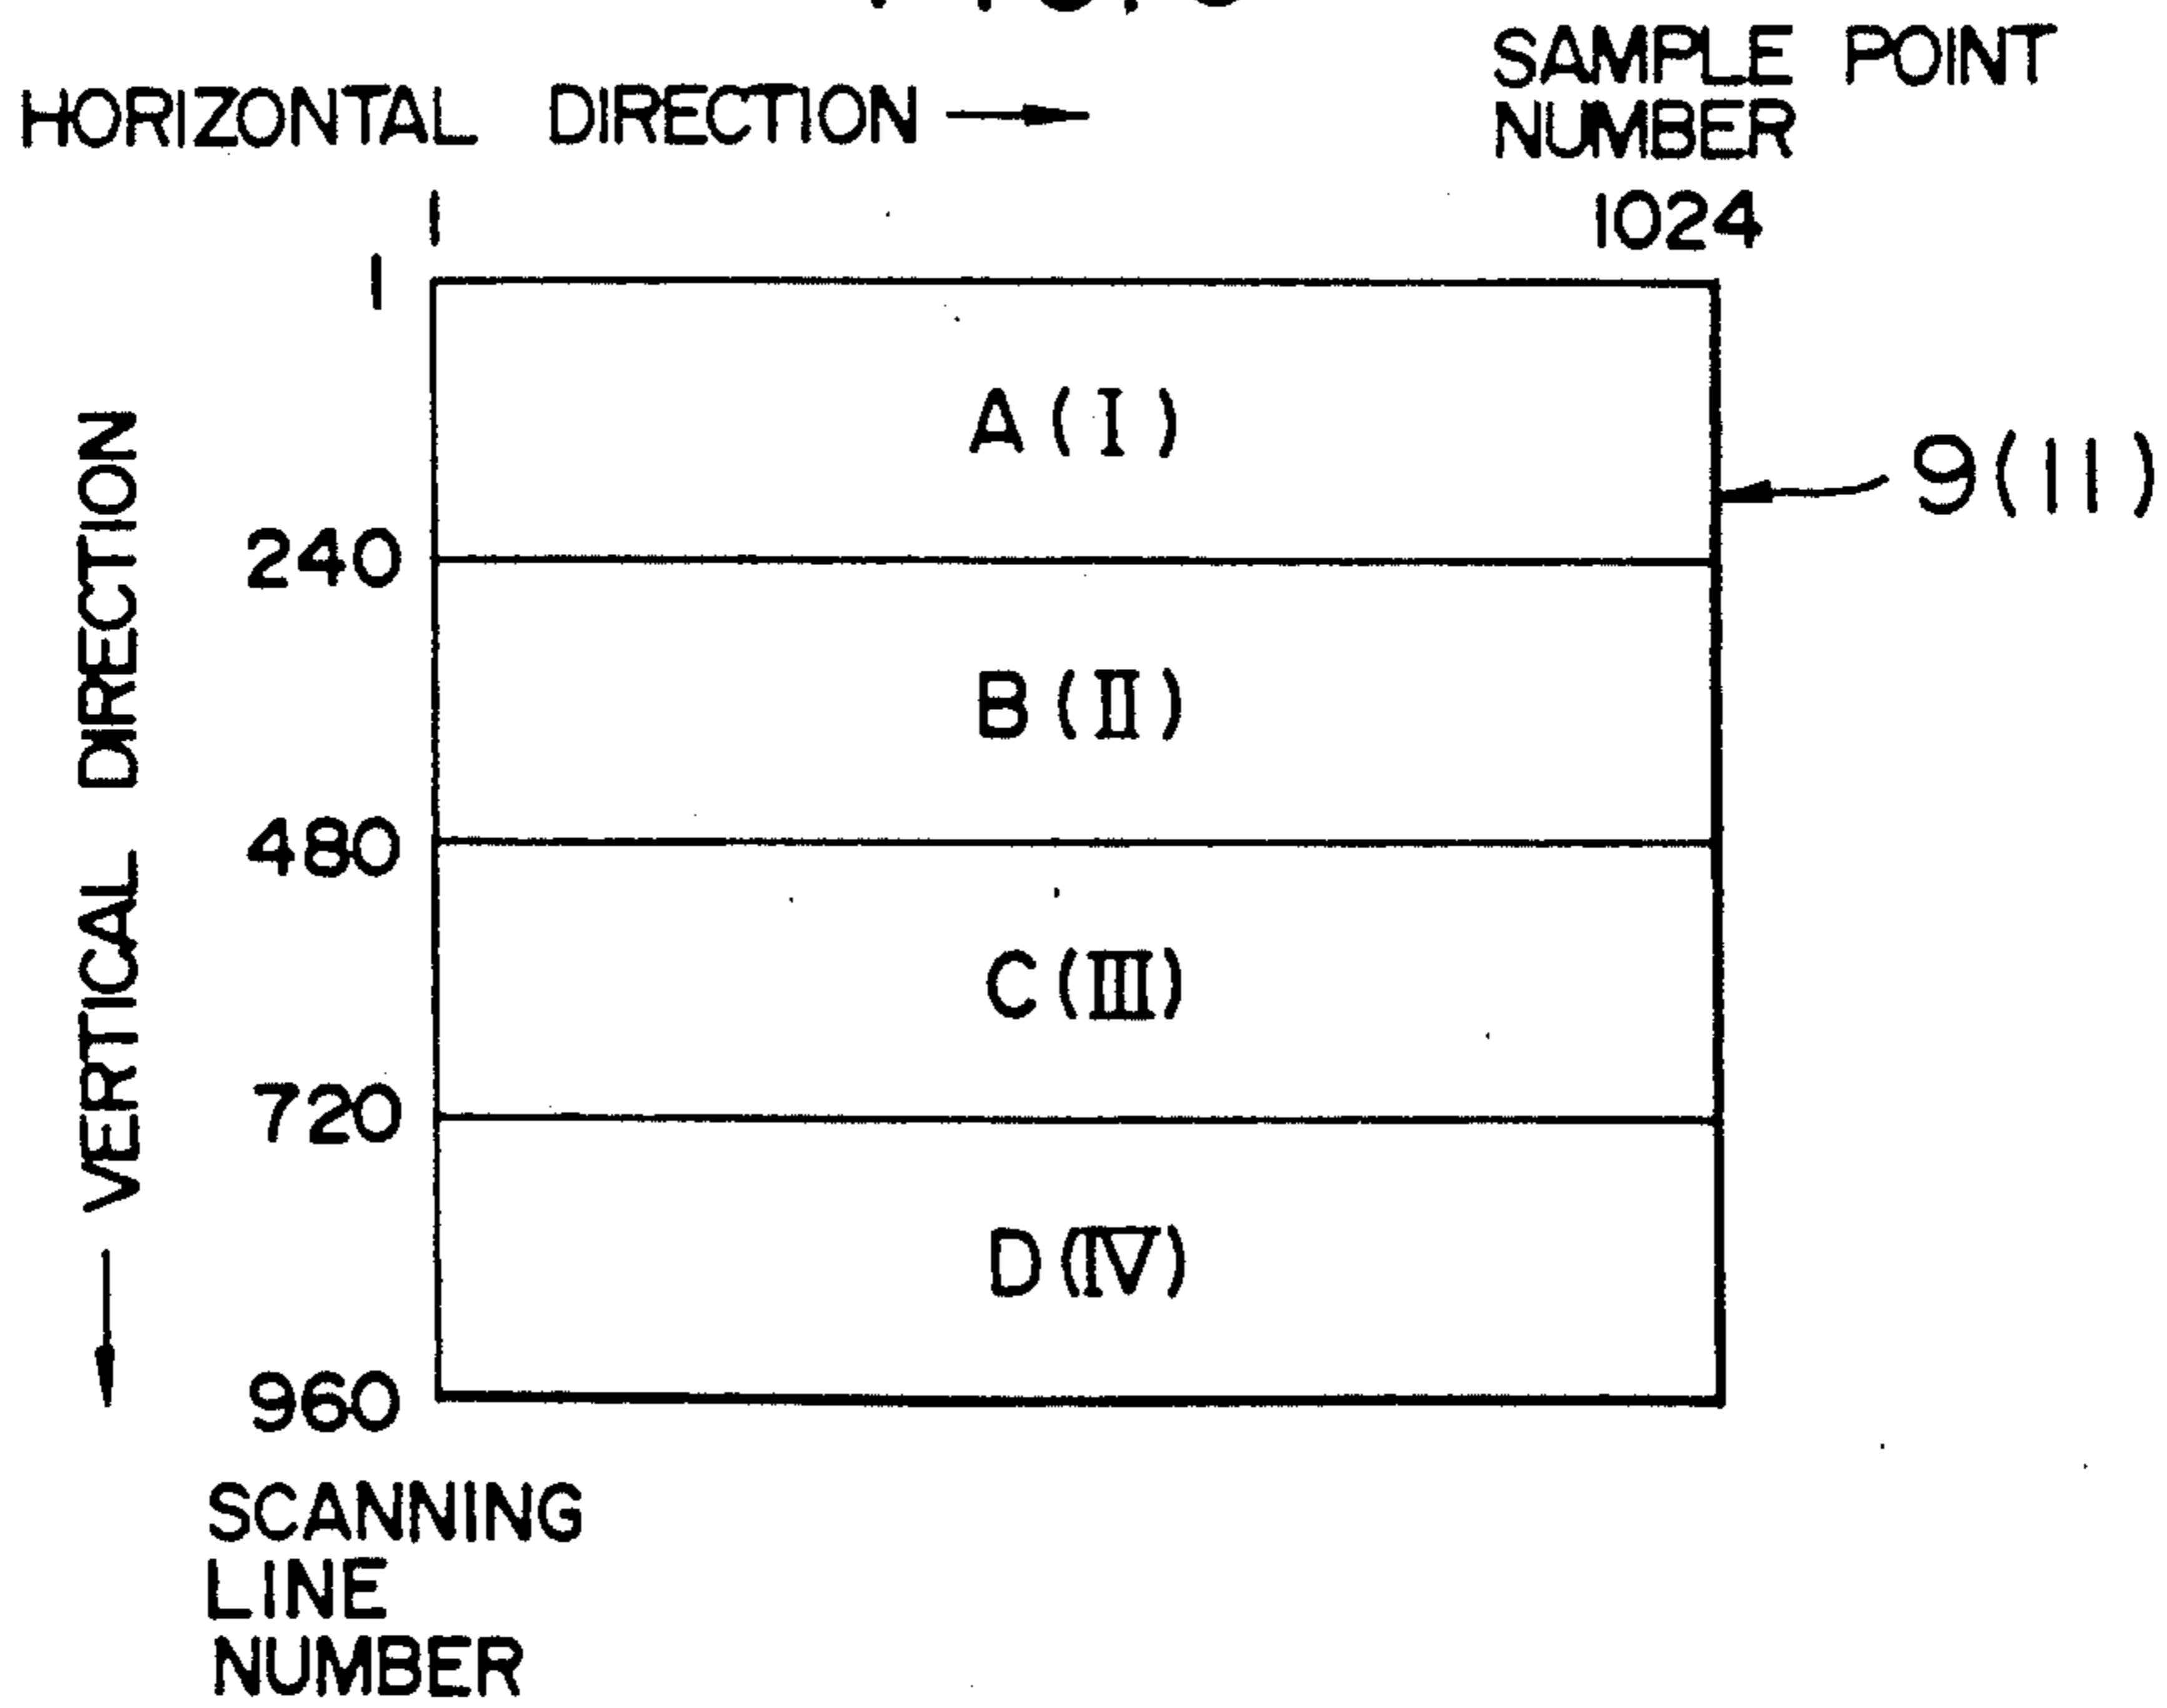 SAMPLE POINT
NUMBER
HORIZONTAL DIRECTION
1
1024
1
A(I)
9(11)
240
B(II)
480
C(III)
720
D(IV)
960
VERTICAL DIRECTION
SCANNING
LINE
NUMBER